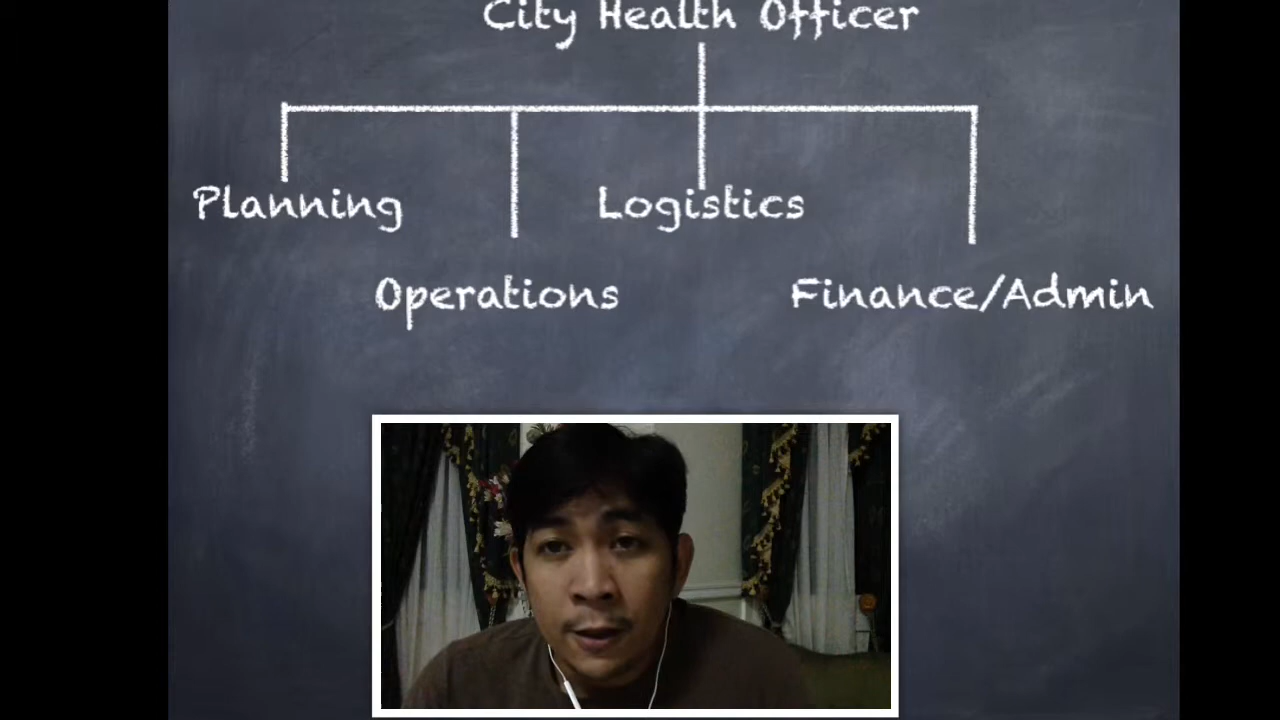 City Health Officer
Planning
Logistics
Operations
Finance/Admin